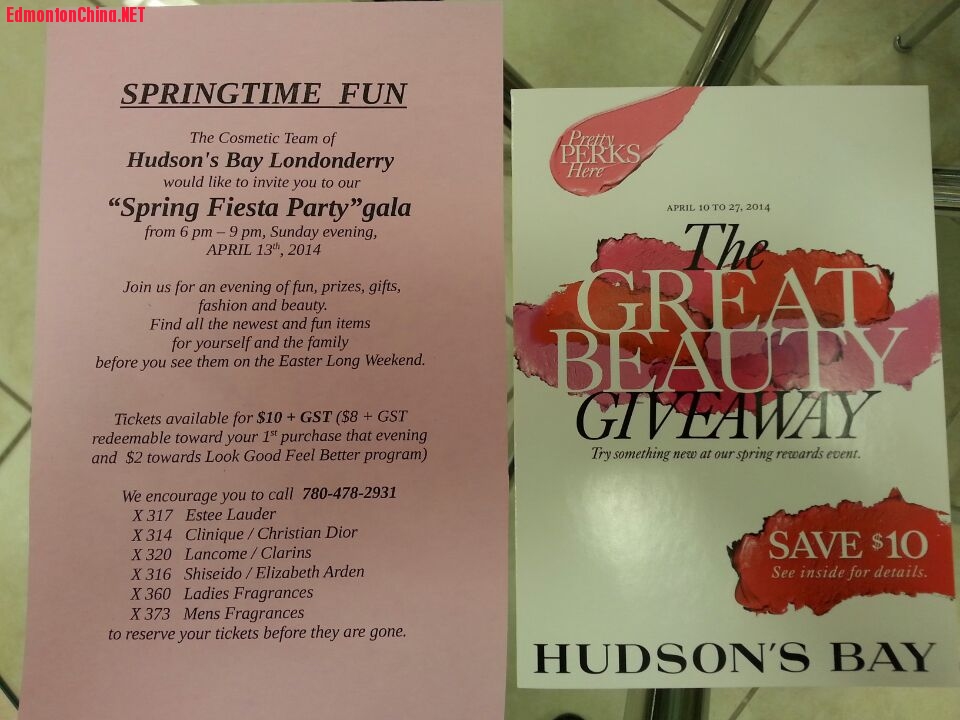 EdmontonChina.NET
SPRINGTIME FUN
The Cosmetic Team of
Hudson's Bay Londonderry
would like to invite you to our
“Spring Fiesta Party”gala
from 6 pm – 9 pm, Sunday evening,
APRIL 13th, 2014
Join us for an evening of fun, prizes, gifts,
fashion and beauty.
Find all the newest and fun items
for yourself and the family
before you see them on the Easter Long Weekend.
Tickets available for $10 + GST ($8 + GST
redeemable toward your 1st purchase that evening
and $2 towards Look Good Feel Better program)
We encourage you to call 780-478-2931
X 317 Estee Lauder
X 314 Clinique / Christian Dior
X 320 Lancome / Clarins
X 316 Shiseido / Elizabeth Arden
X 360 Ladies Fragrances
X 373 Mens Fragrances
to reserve your tickets before they are gone.
Pretty
PERKS
Here
APRIL 10 TO 27, 2014
The
GREAT
BEAUTY
GIVEAWAY
Try something new at our spring rewards event.
SAVE $10
See inside for details.
HUDSON'S BAY